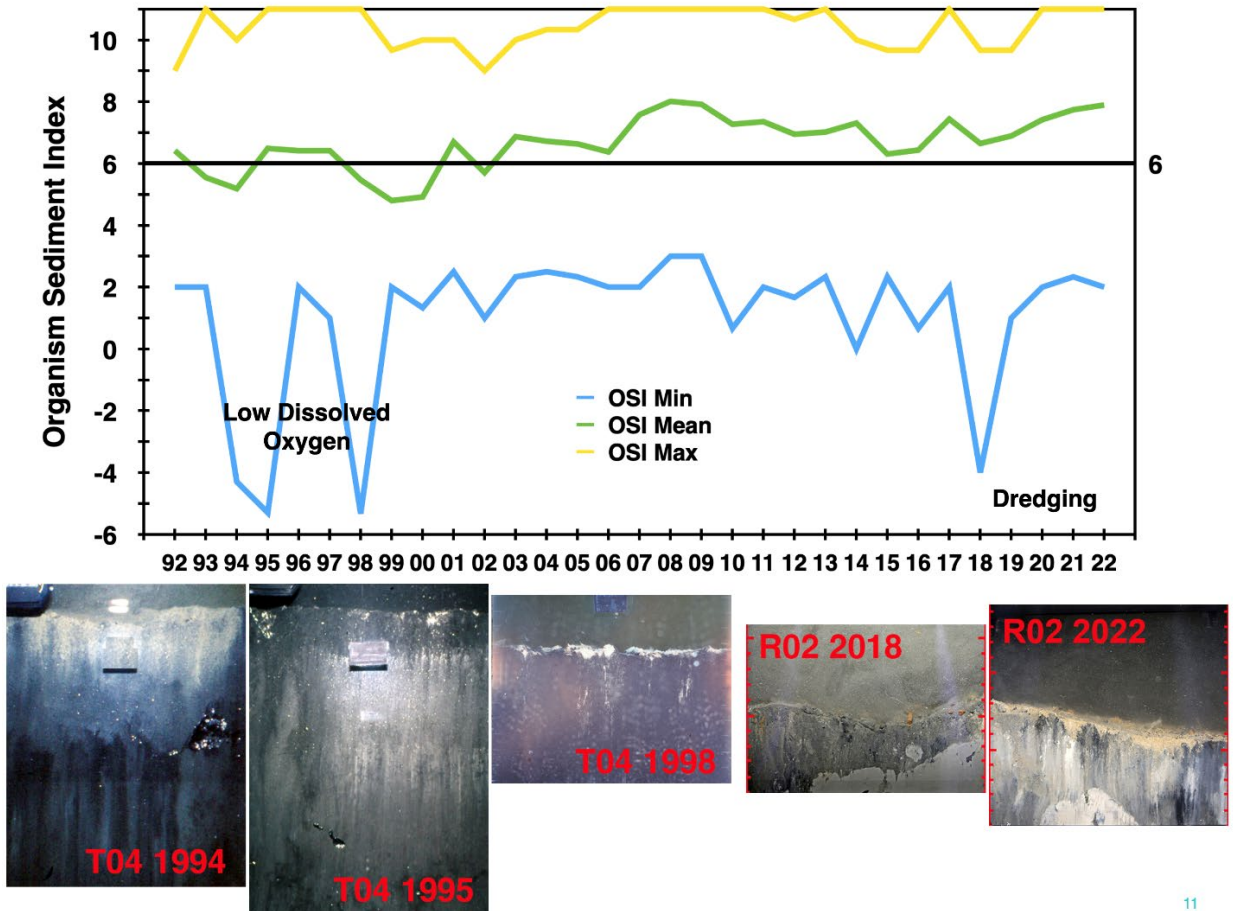 Organism Sediment Index
10
8
6
4
2
0
-2
-4
-6
6
Low Dissolved
Oxygen
OSI Min
OSI Mean
OSI Max
Dredging
92 93 94 95 96 97 98 99 00 01 02 03 04 05 06 07 08 09 10 11 12 13 14 15 16 17 18 19 20 21 22
T04 1994
T04 1995
T04 1998
R02 2018
R02 2022
11